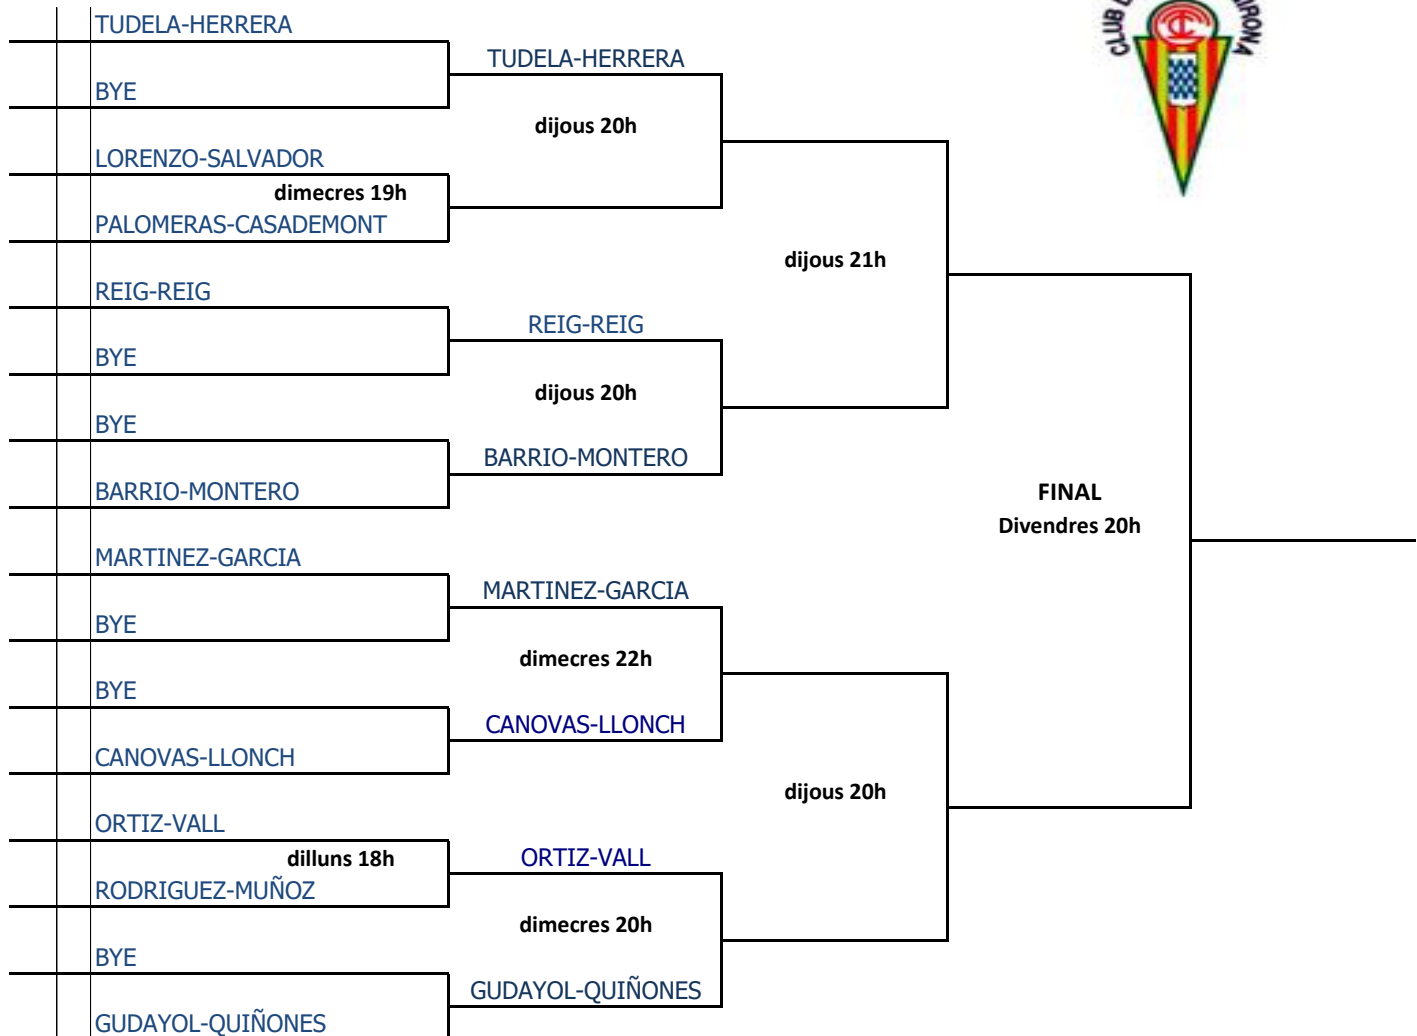 TUDELA-HERRERA
BYE
LORENZO-SALVADOR
dimecres 19h
PALOMERAS-CASADEMONT
REIG-REIG
BYE
BYE
BARRIO-MONTERO
MARTINEZ-GARCIA
BYE
BYE
CANOVAS-LLONCH
ORTIZ-VALL
dilluns 18h
RODRIGUEZ-MUÑOZ
BYE
GUDAYOL-QUIÑONES
TUDELA-HERRERA
dijous 20h
REIG-REIG
dijous 20h
BARRIO-MONTERO
MARTINEZ-GARCIA
dimecres 22h
CANOVAS-LLONCH
ORTIZ-VALL
dimecres 20h
GUDAYOL-QUIÑONES
dijous 21h
dijous 20h
FINAL
Divendres 20h
CLUB